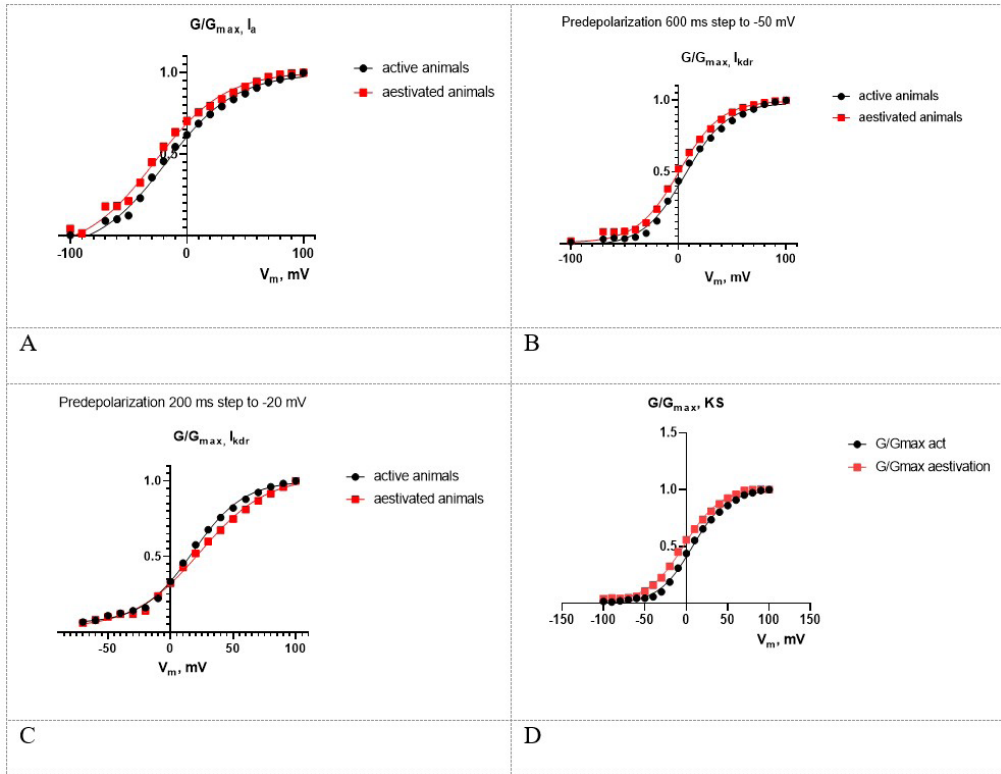 G/Gmax, Ia
1.0
0.5
-100
0
100
Vm, mV
active animals
aestivated animals
A
Predepolarization 600 ms step to -50 mV
G/Gmax, Ikdr
1.0
0.5
-100
0
100
Vm, mV
active animals
aestivated animals
B
Predepolarization 200 ms step to -20 mV
G/Gmax, Ikdr
1.0
0.5
-50
0
50
100
Vm, mV
active animals
aestivated animals
C
G/Gmax, KS
1.5
1.0
0.5
-150
-100
-50
0
50
100
150
Vm, mV
G/Gmax act
G/Gmax aestivation
D